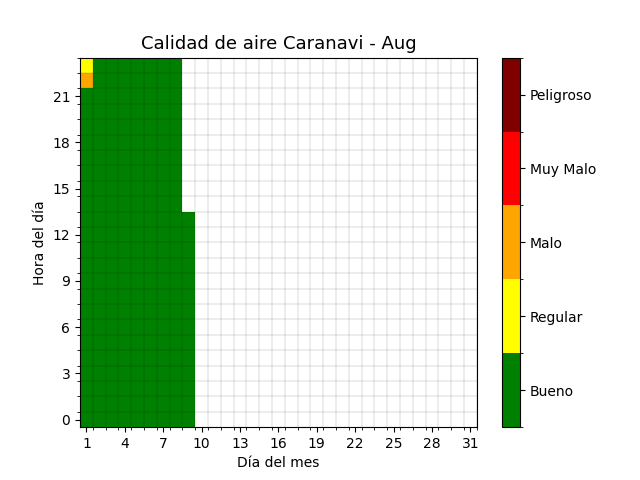 Calidad de aire Caranavi - Aug
Hora del día
21
18
15
12
9
6
3
0
1 4 7 10 13 16 19 22 25 28 31
Día del mes
Peligroso
Muy Malo
Malo
Regular
Bueno